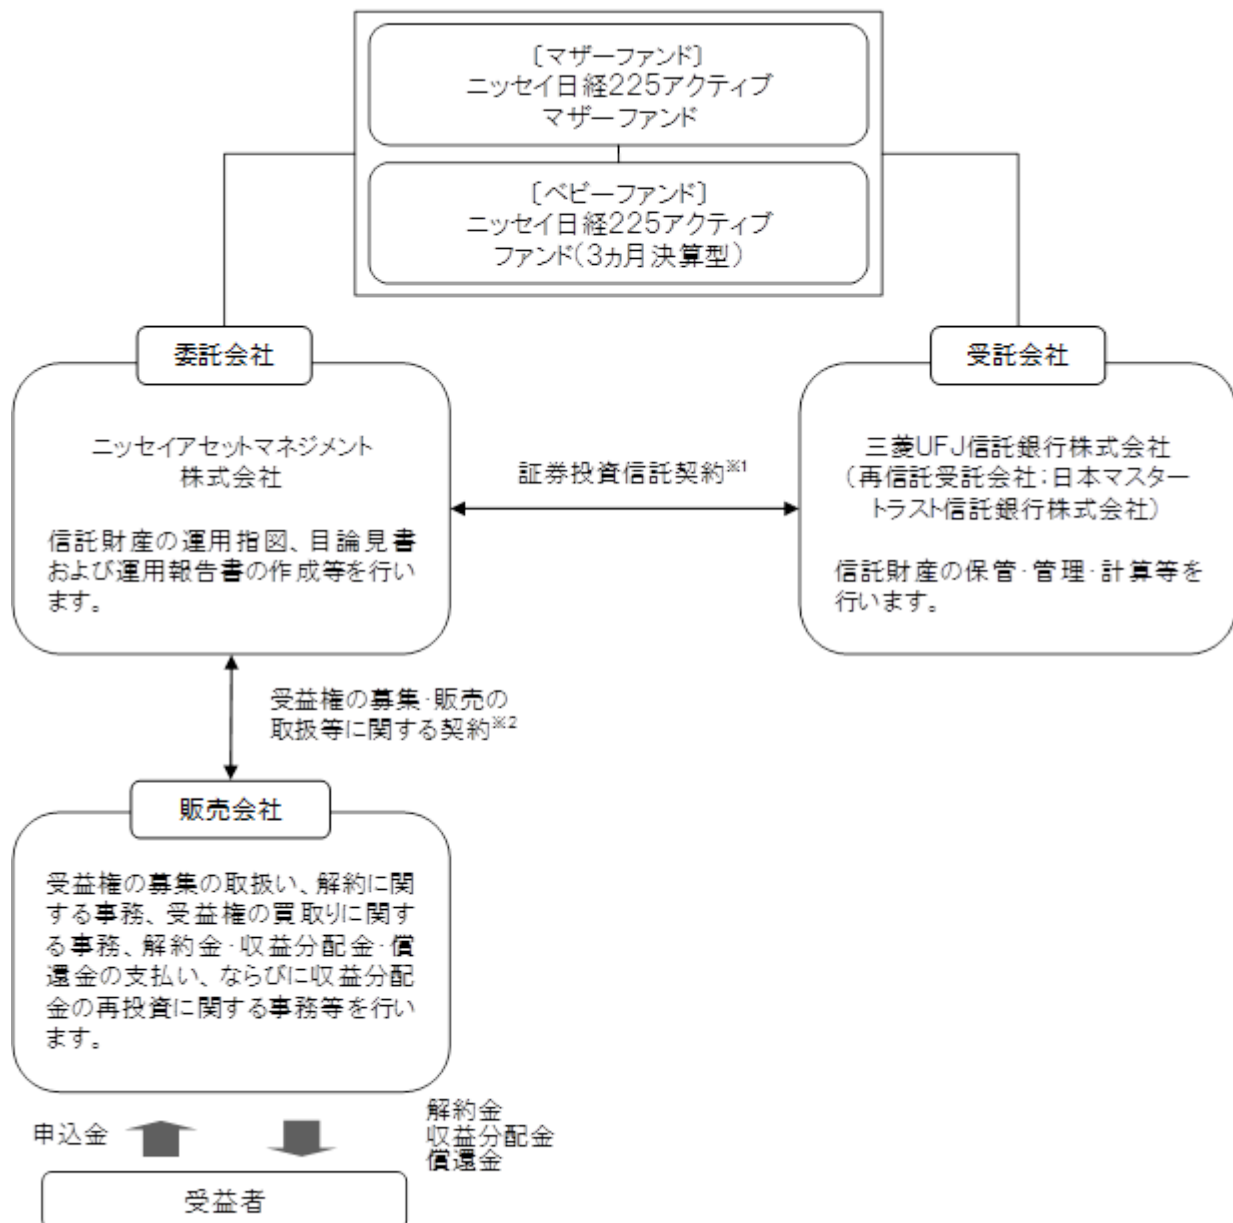 〔マザーファンド〕
ニッセイ日経225アクティブ
マザーファンド
〔ベビーファンド〕
ニッセイ日経225アクティブ
ファンド(3ヵ月決算型)
委託会社
ニッセイアセットマネジメント
株式会社
信託財産の運用指図、目論見書
および運用報告書の作成等を行い
ます。
証券投資信託契約※1
受託会社
三菱UFJ信託銀行株式会社
(再信託受託会社:日本マスター
トラスト信託銀行株式会社)
信託財産の保管・管理・計算等を
行います。
受益権の募集・販売の
取扱等に関する契約※2
販売会社
受益権の募集の取扱い、解約に関
する事務、受益権の買取りに関す
る事務、解約金・収益分配金・償
還金の支払い、ならびに収益分配
金の再投資に関する事務等を行い
ます。
申込金
解約金
収益分配金
償還金
受益者